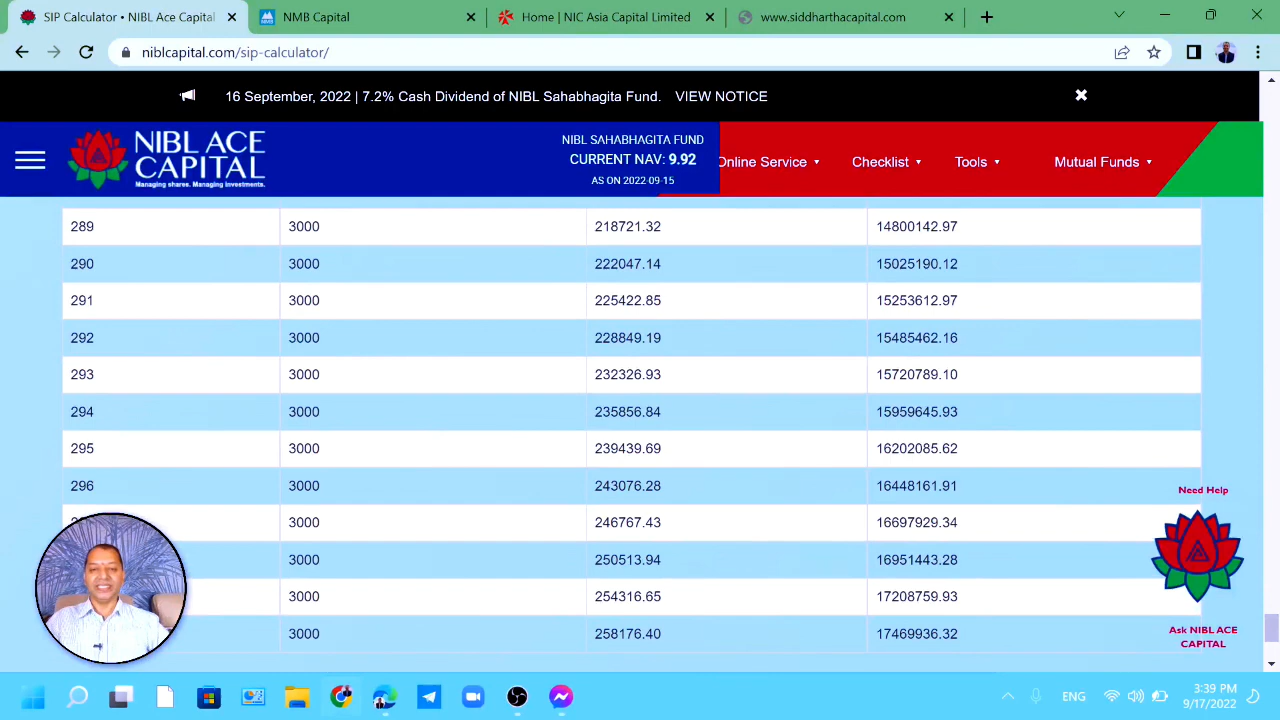 SIP Calculator - NIBL Ace Capital
NMB Capital
Home | NIC Asia Capital Limited
www.siddharthacapital.com
niblcapital.com/sip-calculator/
16 September, 2022 | 7.2% Cash Dividend of NIBL Sahabhagita Fund. VIEW NOTICE
NIBL ACE
CAPITAL
Managing shares. Managing investments.
NIBL SAHABHAGITA FUND
CURRENT NAV: 9.92
AS ON 2022-09-15
Online Service
Checklist
Tools
Mutual Funds
289 3000 218721.32 14800142.97
290 3000 222047.14 15025190.12
291 3000 225422.85 15253612.97
292 3000 228849.19 15485462.16
293 3000 232326.93 15720789.10
294 3000 235856.84 15959645.93
295 3000 239439.69 16202085.62
296 3000 243076.28 16448161.91
3000 246767.43 16697929.34
3000 250513.94 16951443.28
3000 254316.65 17208759.93
3000 258176.40 17469936.32
Need Help
Ask NIBL ACE
CAPITAL
ENG
3:39 PM
9/17/2022